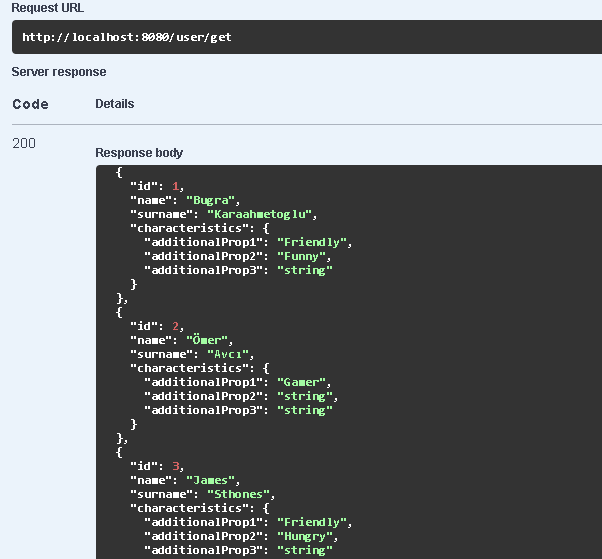 Request URL
http://localhost:8080/user/get
Server response
Code Details
200
Response body
{
"id": 1,
"name": "Bugra",
"surname": "Karaahmetoglu",
"characteristics": {
"additionalProp1": "Friendly",
"additionalProp2": "Funny",
"additionalProp3": "string"
}
},
{
"id": 2,
"name": "Ömer",
"surname": "Avcı",
"characteristics": {
"additionalProp1": "Gamer",
"additionalProp2": "string",
"additionalProp3": "string"
}
},
{
"id": 3,
"name": "James",
"surname": "Sthones",
"characteristics": {
"additionalProp1": "Friendly",
"additionalProp2": "Hungry",
"additionalProp3": "string"